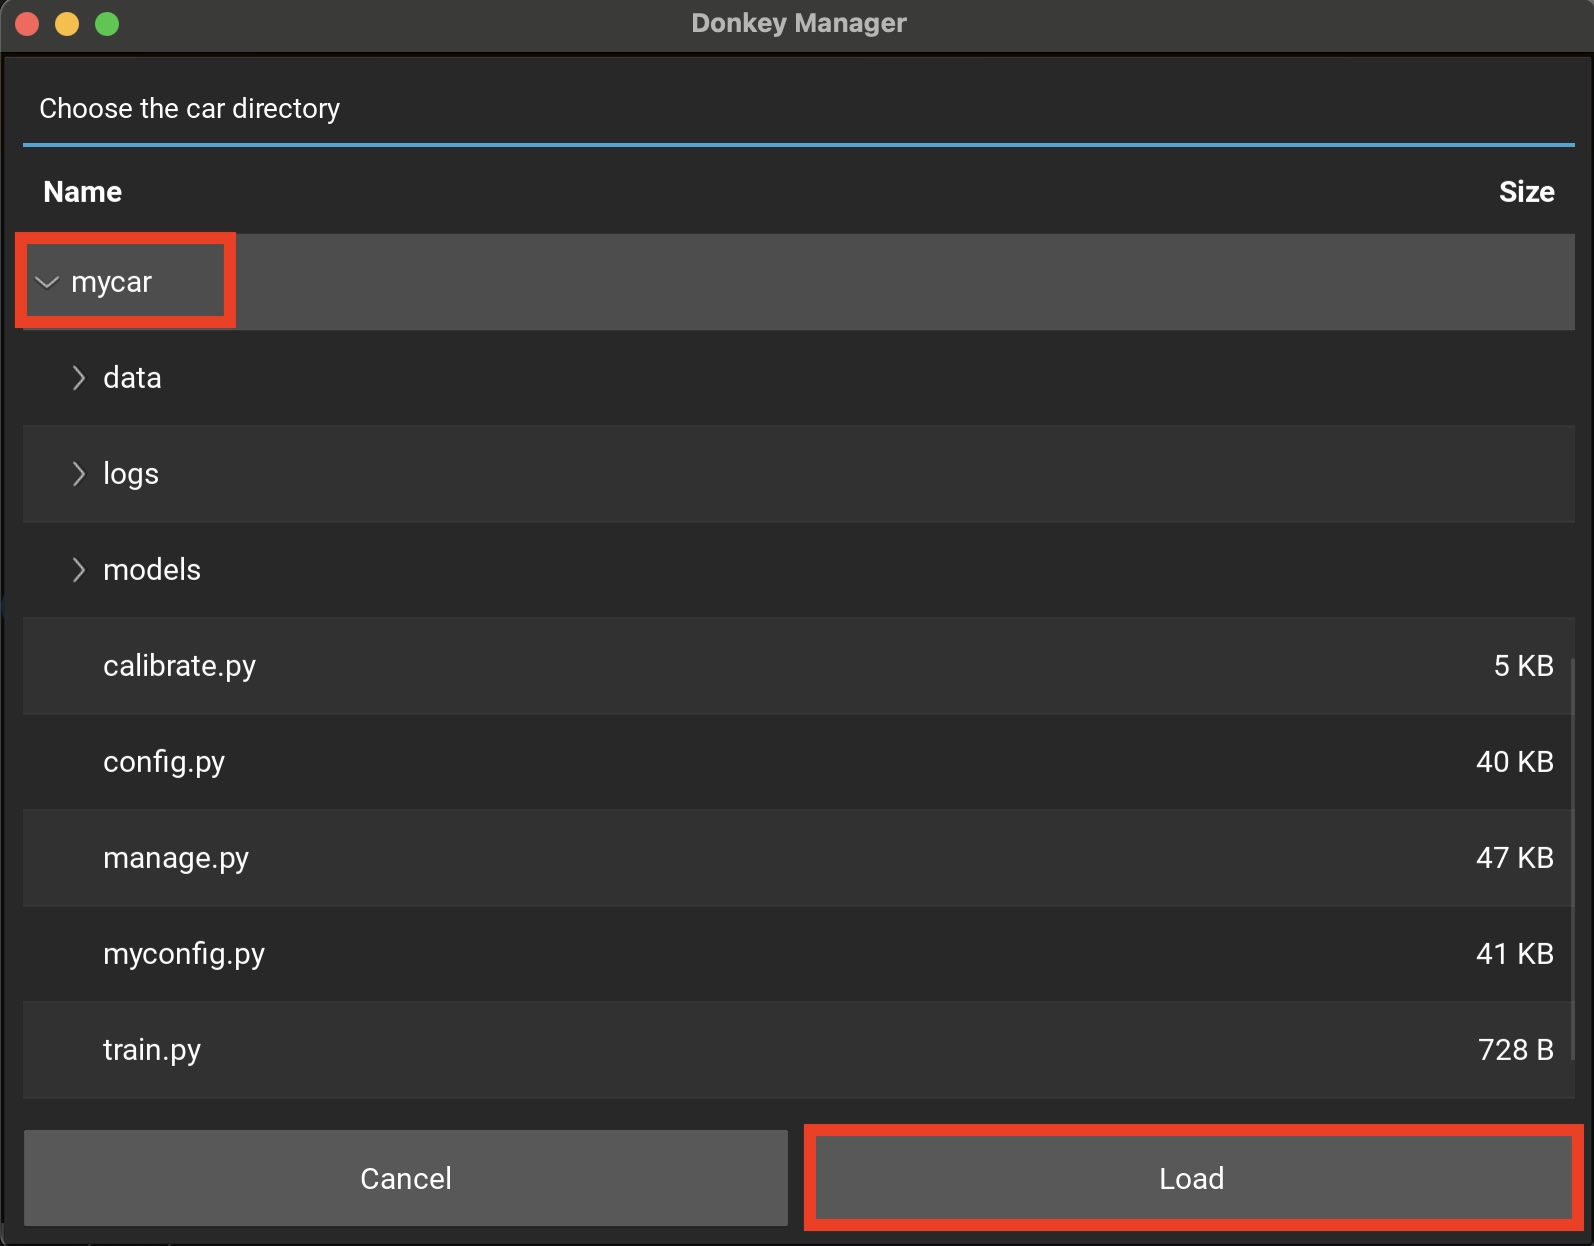 Donkey Manager
Choose the car directory
Name Size
mycar
data
logs
models
calibrate.py 5 KB
config.py 40 KB
manage.py 47 KB
myconfig.py 41 KB
train.py 728 B
Cancel Load